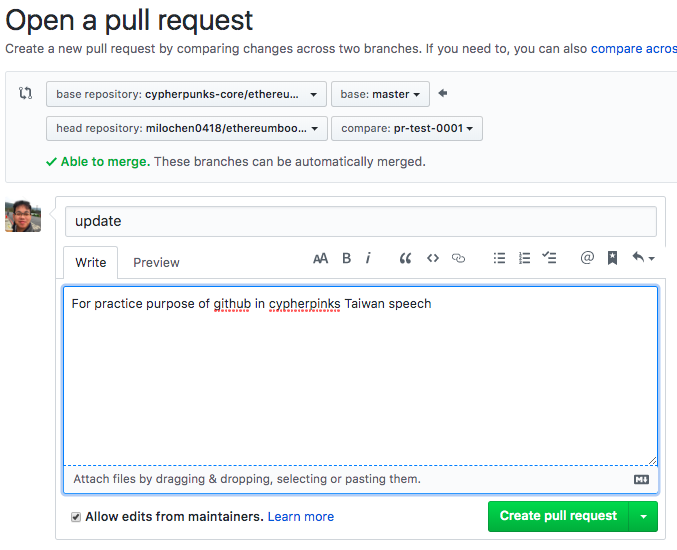 Open a pull request
Create a new pull request by comparing changes across two branches. If you need to, you can also compare acros
base repository: cypherpunks-core/ethereu... base: master
head repository: milochen0418/ethereumboo... compare: pr-test-0001
Able to merge. These branches can be automatically merged.
update
Write Preview AA B i
For practice purpose of github in cypherpinks Taiwan speech
Attach files by dragging & dropping, selecting or pasting them.
Allow edits from maintainers. Learn more Create pull request